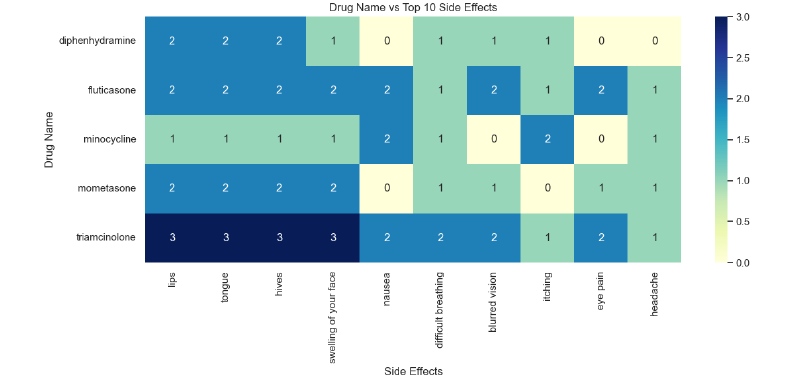 Drug Name vs Top 10 Side Effects
Drug Name
diphenhydramine 2 2 2 1 0 1 1 1 0 0
fluticasone 2 2 2 2 2 1 2 1 2 1
minocycline 1 1 1 1 2 1 0 2 0 1
mometasone 2 2 2 2 0 1 1 0 1 1
triamcinolone 3 3 3 3 2 2 2 1 2 1
lips
tongue
hives
swelling of your face
nausea
difficult breathing
blurred vision
itching
eye pain
headache
Side Effects
3.0
2.5
2.0
1.5
1.0
0.5
0.0